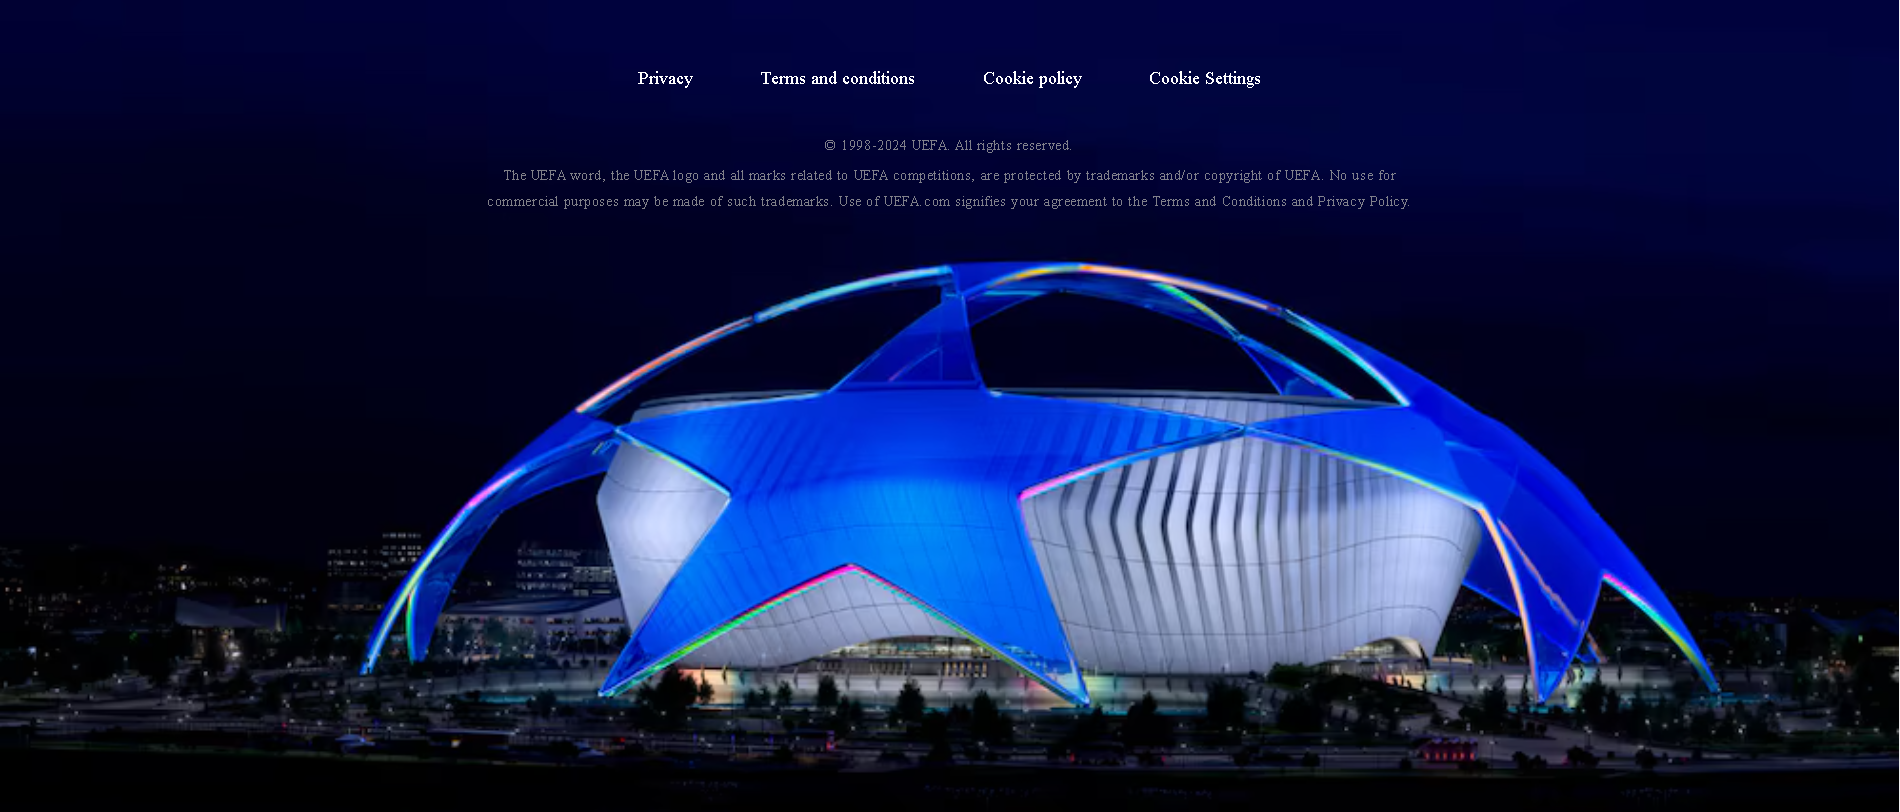 Privacy Terms and conditions Cookie policy Cookie Settings
© 1998-2024 UEFA. All rights reserved.
The UEFA word, the UEFA logo and all marks related to UEFA competitions, are protected by trademarks and/or copyright of UEFA. No use for
commercial purposes may be made of such trademarks. Use of UEFA.com signifies your agreement to the Terms and Conditions and Privacy Policy.